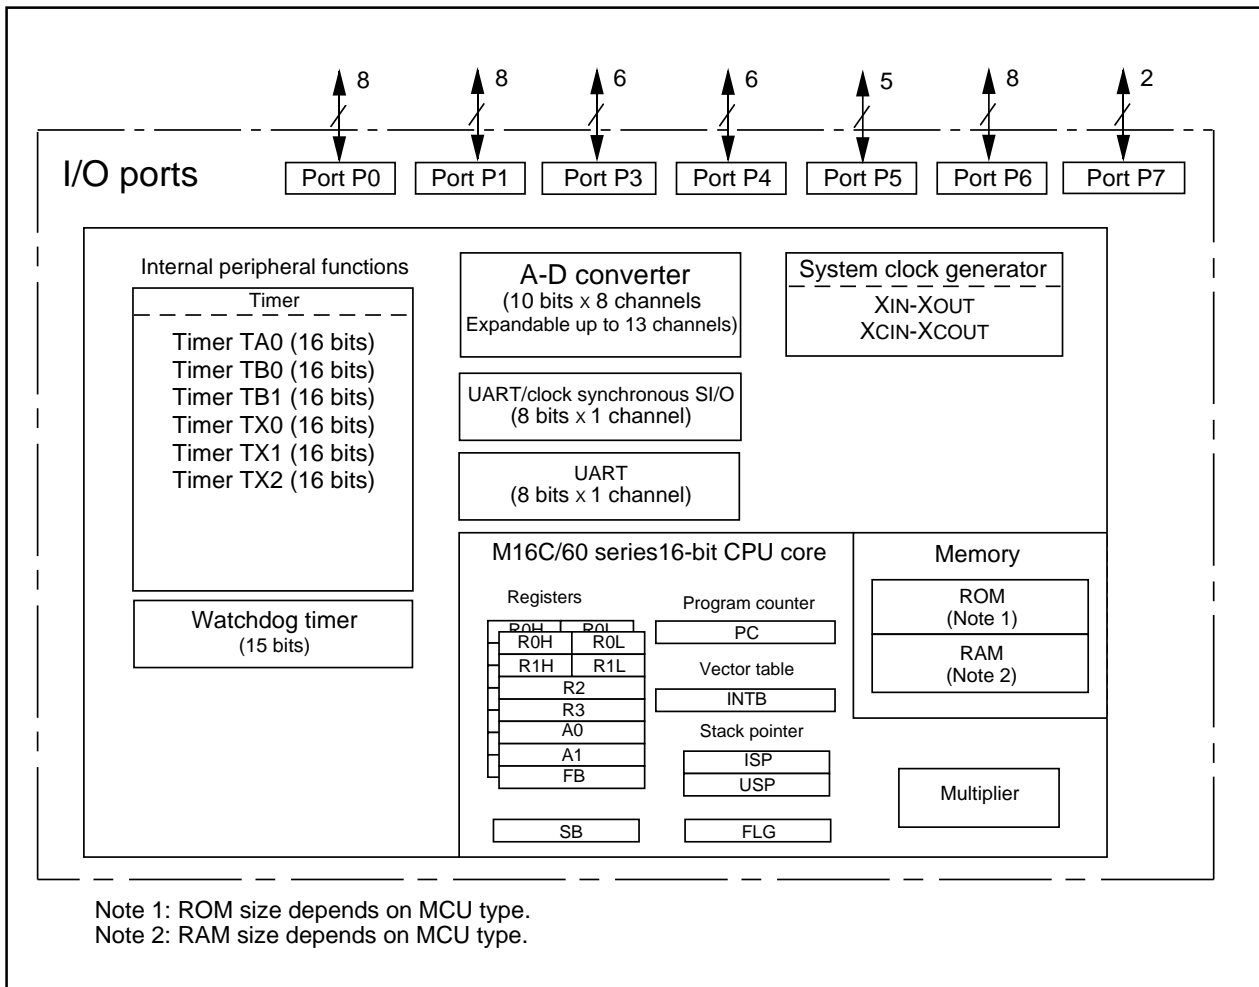 8 8 6 6 5 8 2
I/O ports
Port P0 Port P1 Port P3 Port P4 Port P5 Port P6 Port P7
Internal peripheral functions
Timer
Timer TA0 (16 bits)
Timer TB0 (16 bits)
Timer TB1 (16 bits)
Timer TX0 (16 bits)
Timer TX1 (16 bits)
Timer TX2 (16 bits)
Watchdog timer
(15 bits)
A-D converter
(10 bits x 8 channels
Expandable up to 13 channels)
UART/clock synchronous SI/O
(8 bits x 1 channel)
UART
(8 bits x 1 channel)
System clock generator
XIN-XOUT
XCIN-XCOUT
M16C/60 series16-bit CPU core
Registers
R0H R0L
R0H R0L
R1H R1L
R2
R3
A0
A1
FB
SB
Program counter
PC
Vector table
INTB
Stack pointer
ISP
USP
FLG
Memory
ROM
(Note 1)
RAM
(Note 2)
Multiplier
Note 1: ROM size depends on MCU type.
Note 2: RAM size depends on MCU type.